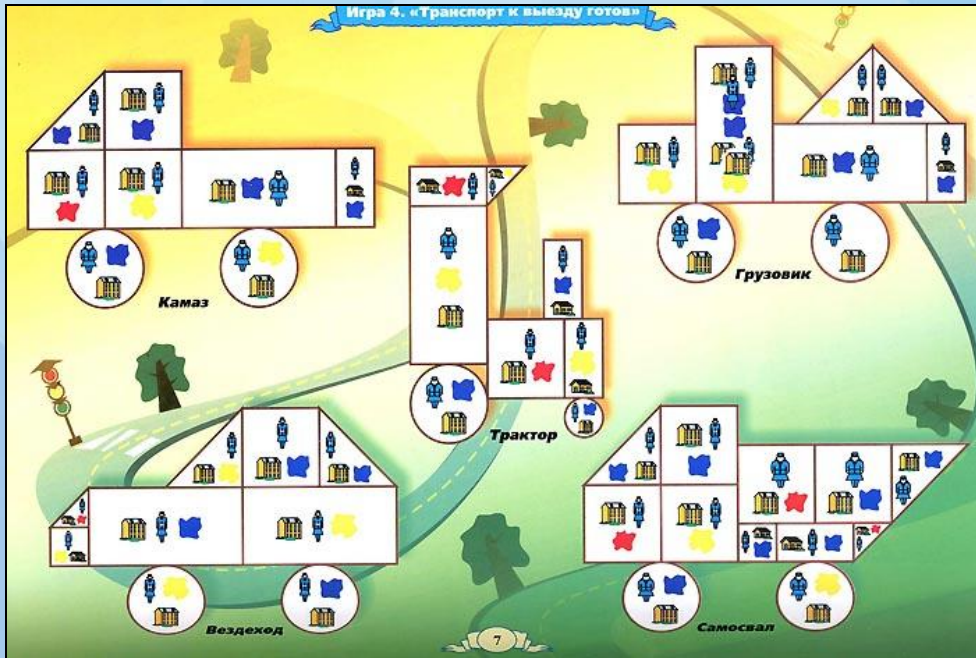 Игра 4. «Транспорт к выезду готов»
Камаз
Грузовик
Трактор
Вездеход
Самосвал
7